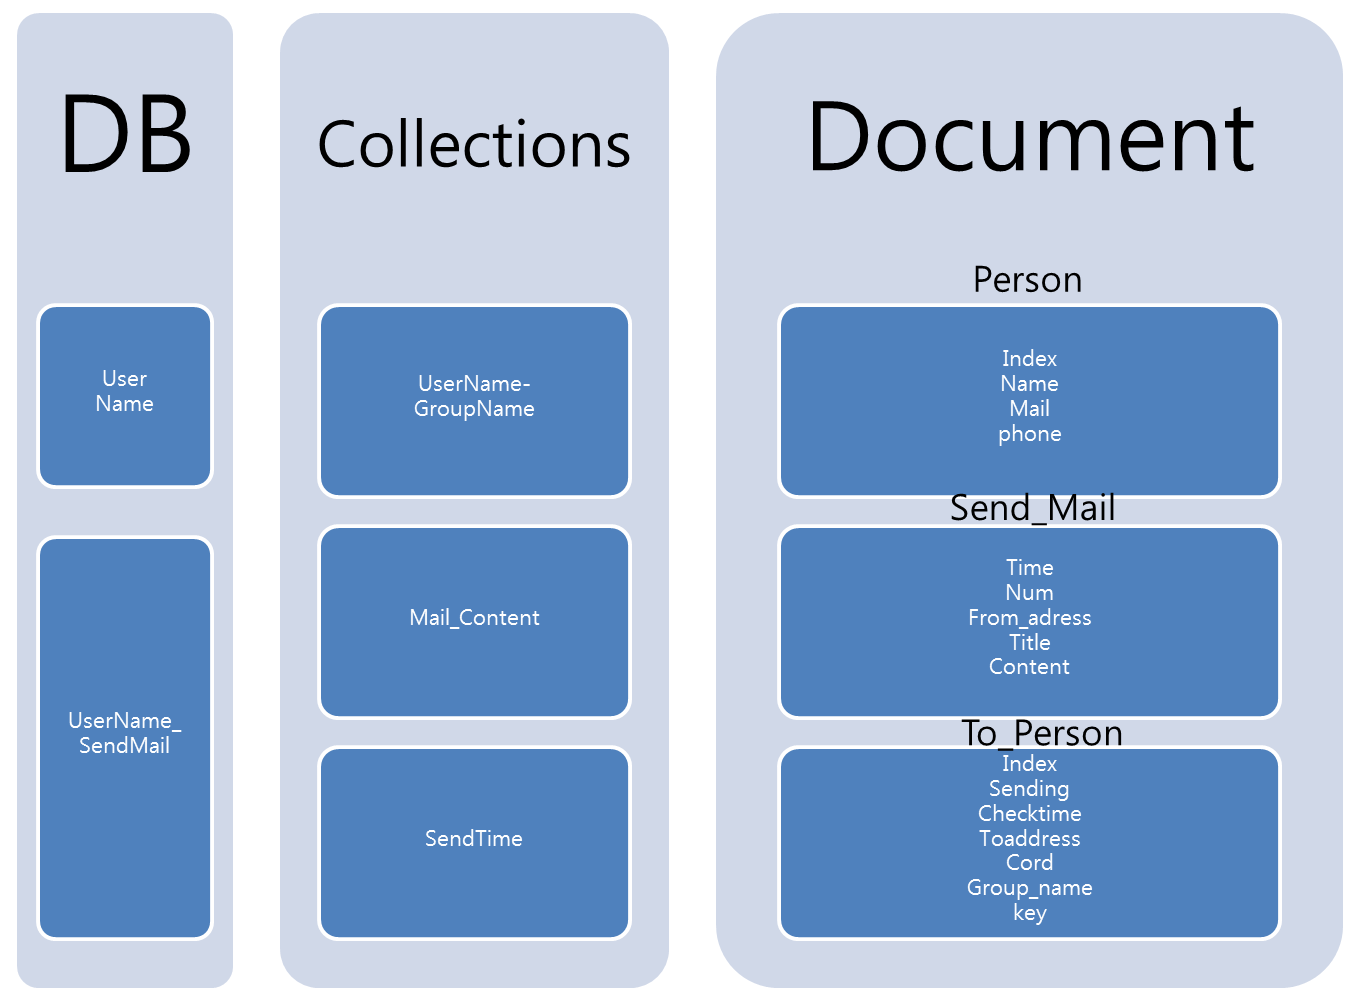 DB
User
Name
UserName_
SendMail
Collections
UserName-
GroupName
Mail_Content
SendTime
Document
Person
Index
Name
Mail
phone
Send_Mail
Time
Num
From_adress
Title
Content
To_Person
Index
Sending
Checktime
Toaddress
Cord
Group_name
key